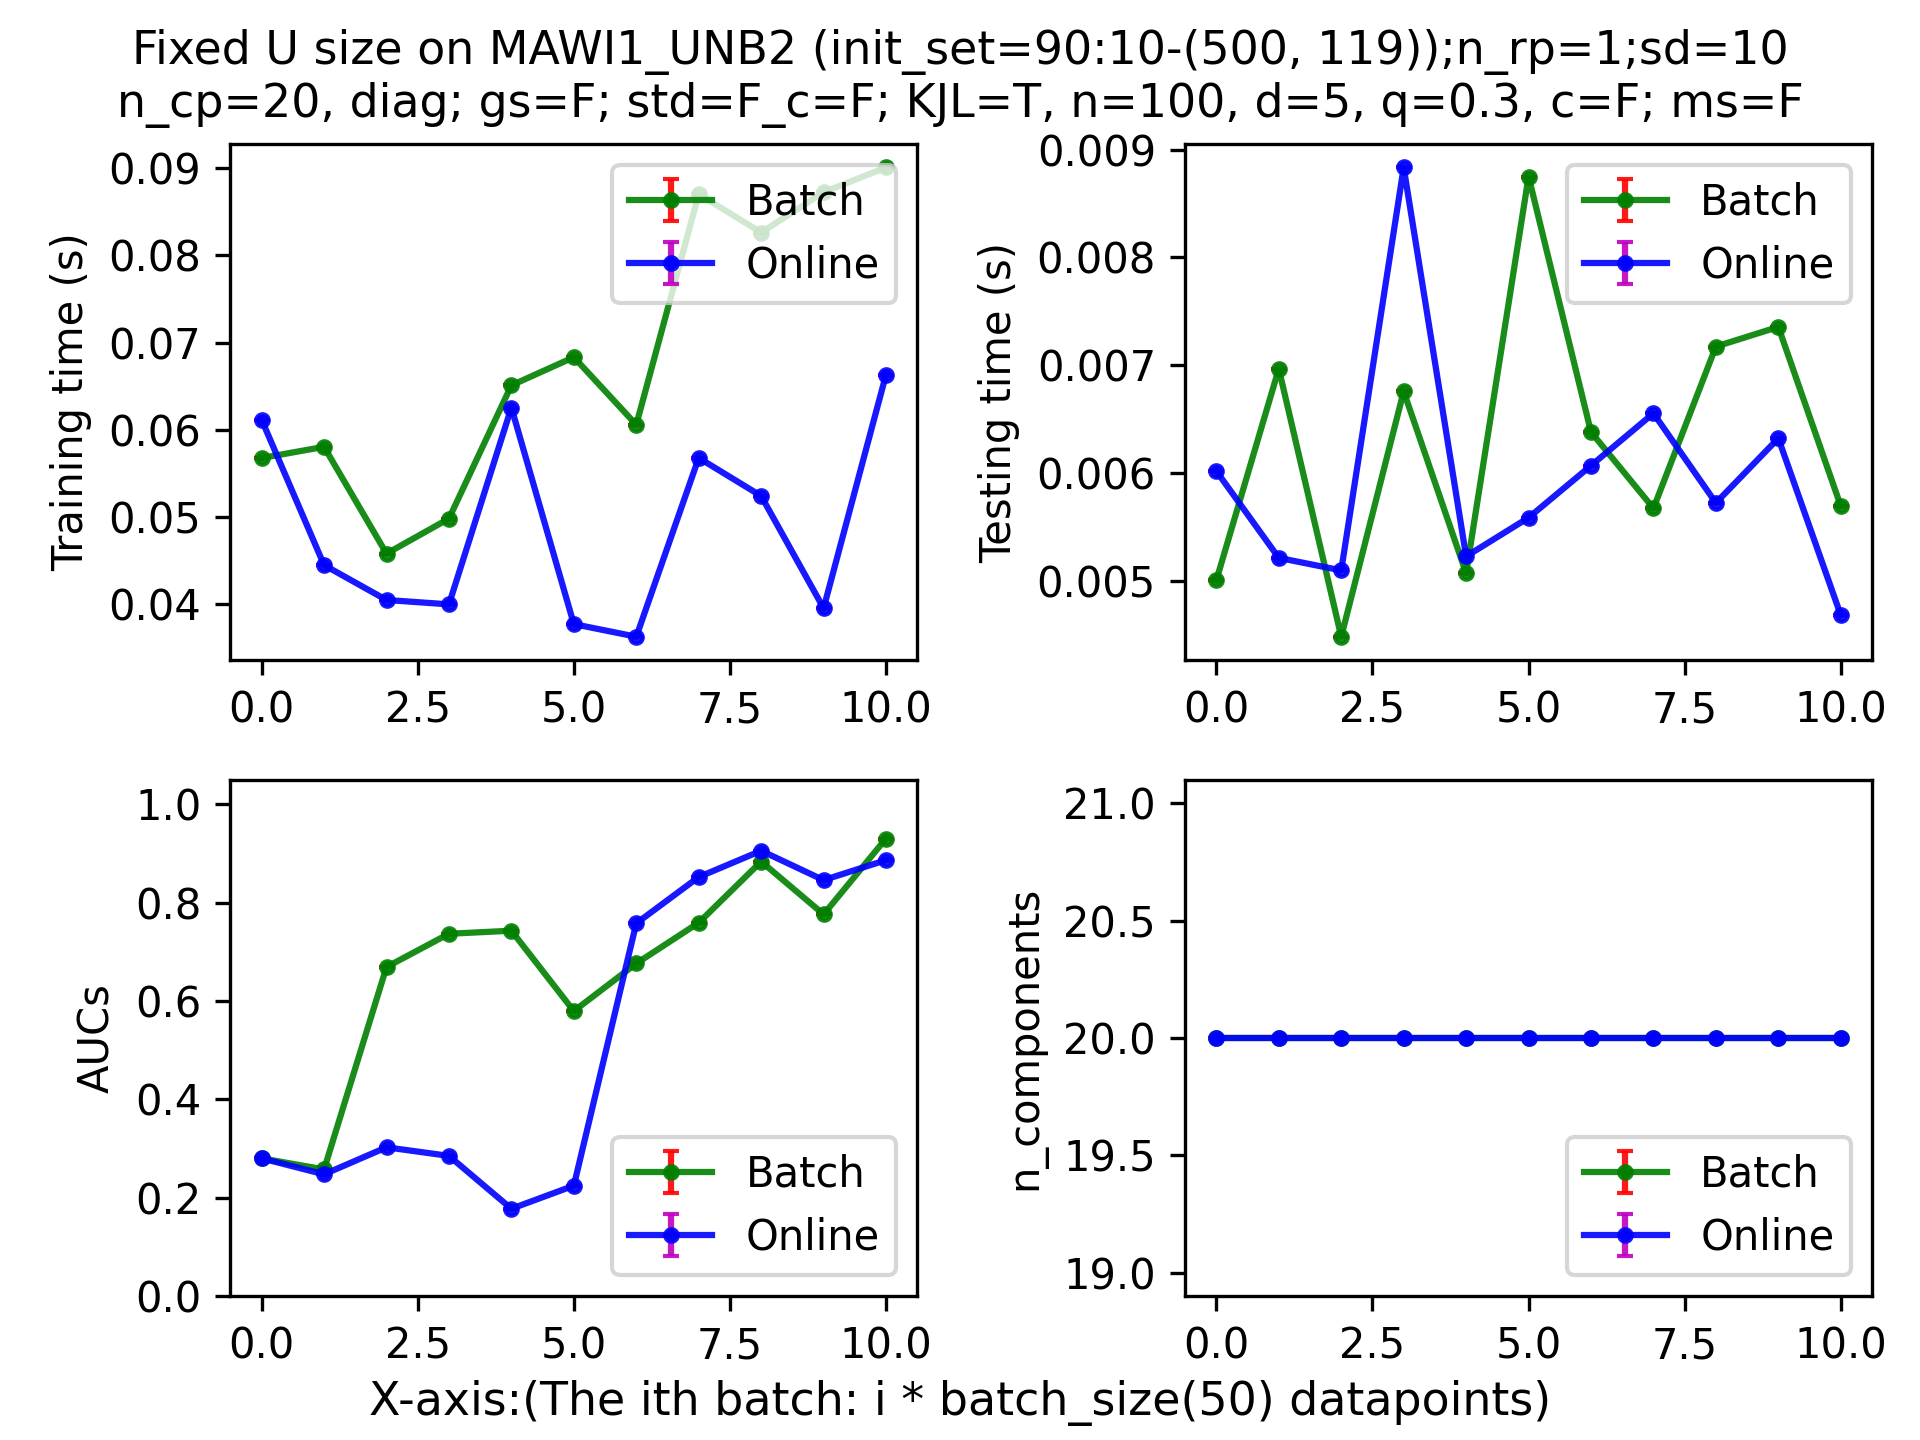 Fixed U size on MAWI1_UNB2 (init_set=90:10-(500, 119));n_rp=1;sd=10
n_cp=20, diag; gs=F; std=F_c=F; KJL=T, n=100, d=5, q=0.3, c=F; ms=F
Training time (s)
0.09
0.08
0.07
0.06
0.05
0.04
Batch
Online
0.0 2.5 5.0 7.5 10.0
Testing time (s)
0.009
0.008
0.007
0.006
0.005
Batch
Online
0.0 2.5 5.0 7.5 10.0
AUCs
1.0
0.8
0.6
0.4
0.2
0.0
Batch
Online
0.0 2.5 5.0 7.5 10.0
n_components
21.0
20.5
20.0
19.5
19.0
Batch
Online
0.0 2.5 5.0 7.5 10.0
X-axis:(The ith batch: i * batch_size(50) datapoints)